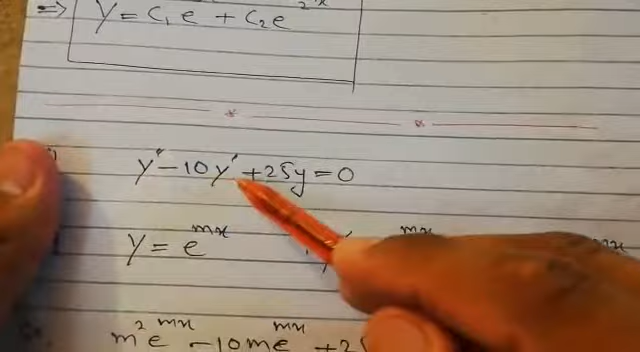 => y = c₁e + c₂e
y″ - 10y′ + 25y = 0
y = e^mx
m²e^mx - 10me^mx + 2